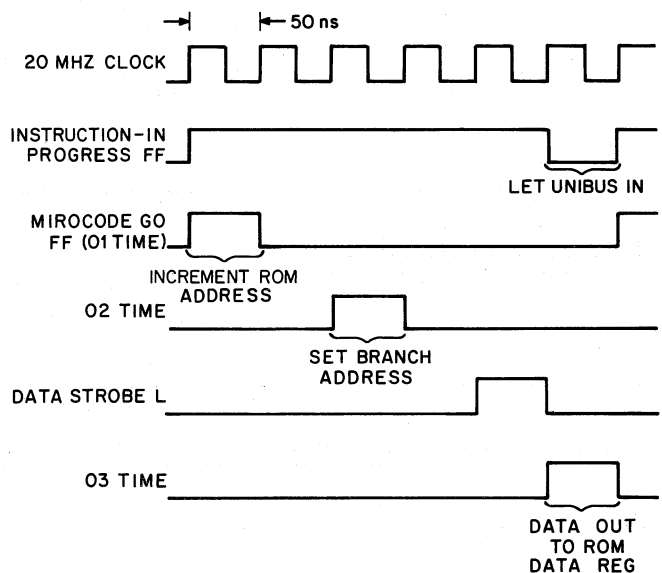 50 ns
20 MHZ CLOCK
INSTRUCTION-IN
PROGRESS FF
LET UNIBUS IN
MIROCODE GO
FF (01 TIME)
INCREMENT ROM
ADDRESS
02 TIME
SET BRANCH
ADDRESS
DATA STROBE L
03 TIME
DATA OUT
TO ROM
DATA REG